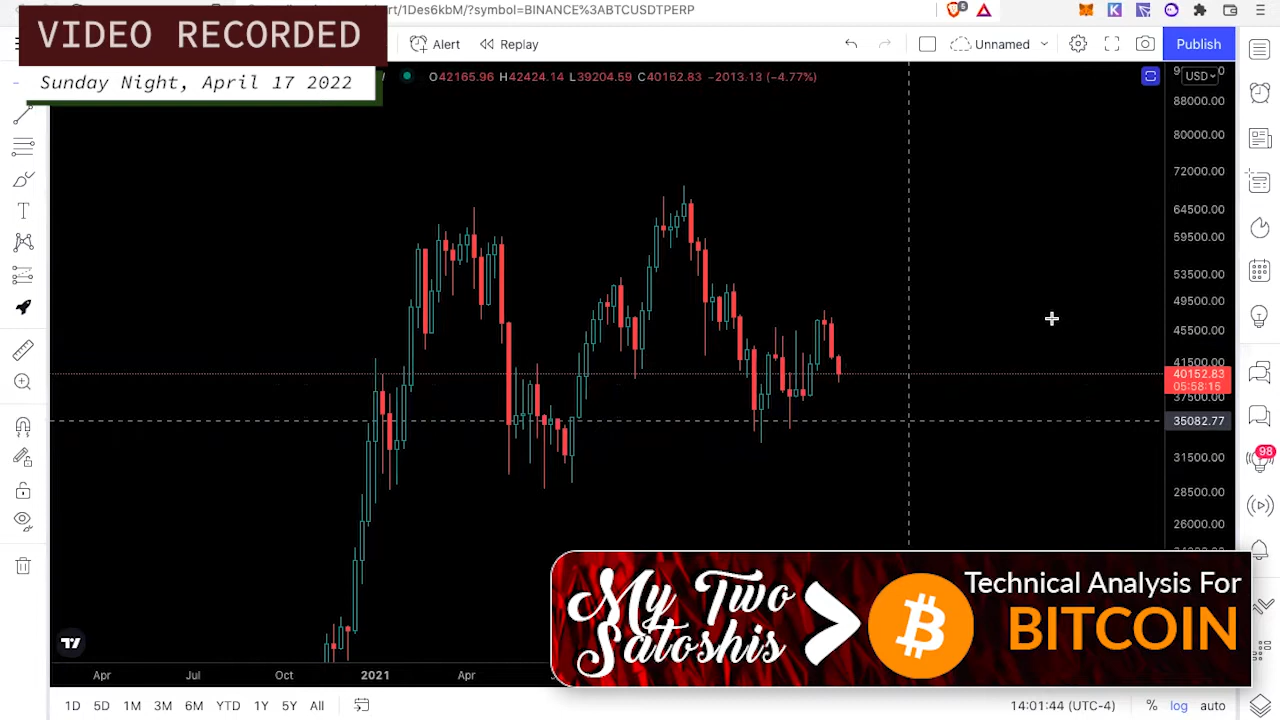 VIDEO RECORDED
Sunday Night, April 17 2022
rt/1Des6kbM/?symbol=BINANCE%3ABTCUSDTPERP
5
Alert
Replay
Unnamed
Publish
O42165.96 H42424.14 L39204.59 C40152.83 −2013.13 (−4.77%)
USD
88000.00
80000.00
72000.00
64500.00
59500.00
53500.00
49500.00
45500.00
41500.00
40152.83
05:58:15
37500.00
35082.77
31500.00
28500.00
26000.00
98
My Two
Satoshis
Technical Analysis For
BITCOIN
Apr
Jul
Oct
2021
Apr
1D
5D
1M
3M
6M
YTD
1Y
5Y
All
14:01:44 (UTC-4)
%
log
auto